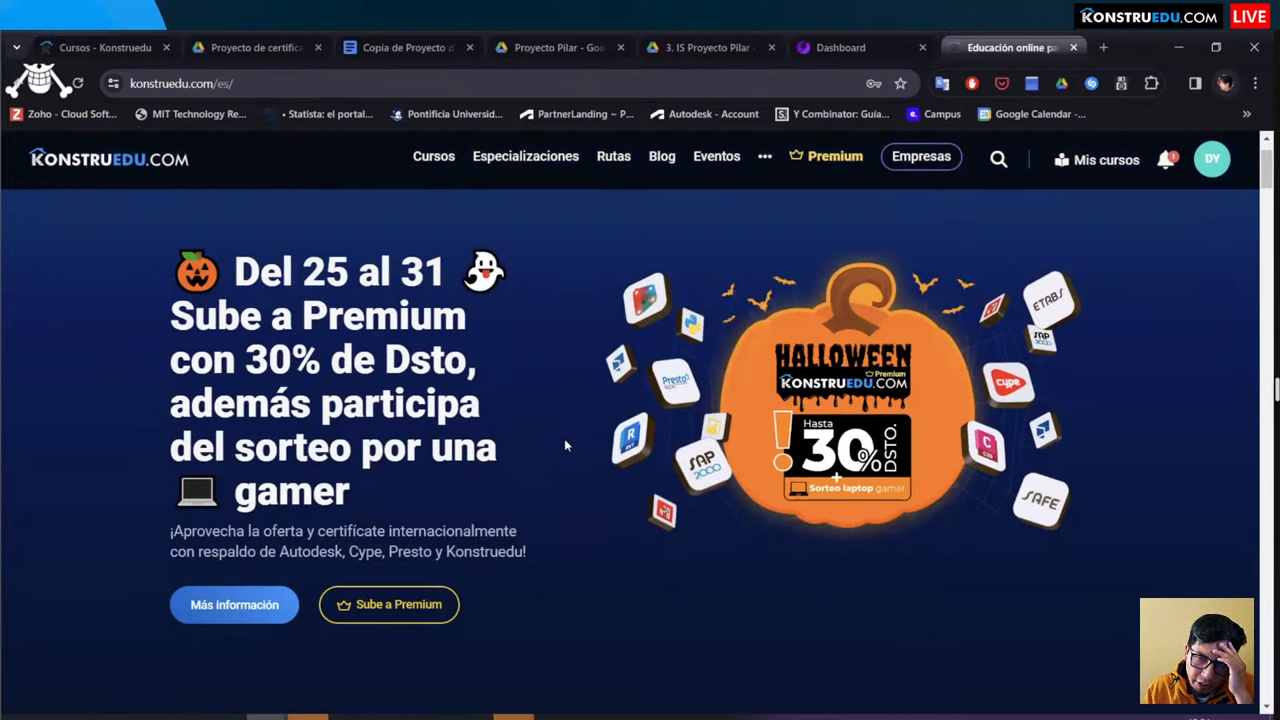 KONSTRUEDU.COM LIVE
Cursos - Konstruedu
Proyecto de certifica
Copia de Proyecto d
Proyecto Pilar - Goo
3. IS Proyecto Pilar -
Dashboard
Educación online pa
konstruedu.com/es/
Zoho - Cloud Soft...
MIT Technology Re...
• Statista: el portal...
Pontificia Universid...
PartnerLanding ~ P...
Autodesk - Account
Y Combinator: Guía...
Campus
Google Calendar -...
KONSTRUEDU.COM
Cursos
Especializaciones
Rutas
Blog
Eventos
Premium
Empresas
Mis cursos
DY
Del 25 al 31
Sube a Premium
con 30% de Dsto,
además participa
del sorteo por una
gamer
¡Aprovecha la oferta y certifícate internacionalmente
con respaldo de Autodesk, Cype, Presto y Konstruedu!
Más información
Sube a Premium
HALLOWEEN
Premium
KONSTRUEDU.COM
Hasta
30% DSTO.
+
Sorteo laptop gamer
Presto
R
SAP
2000
ETABS
SAP
2000
cype
C
SAFE